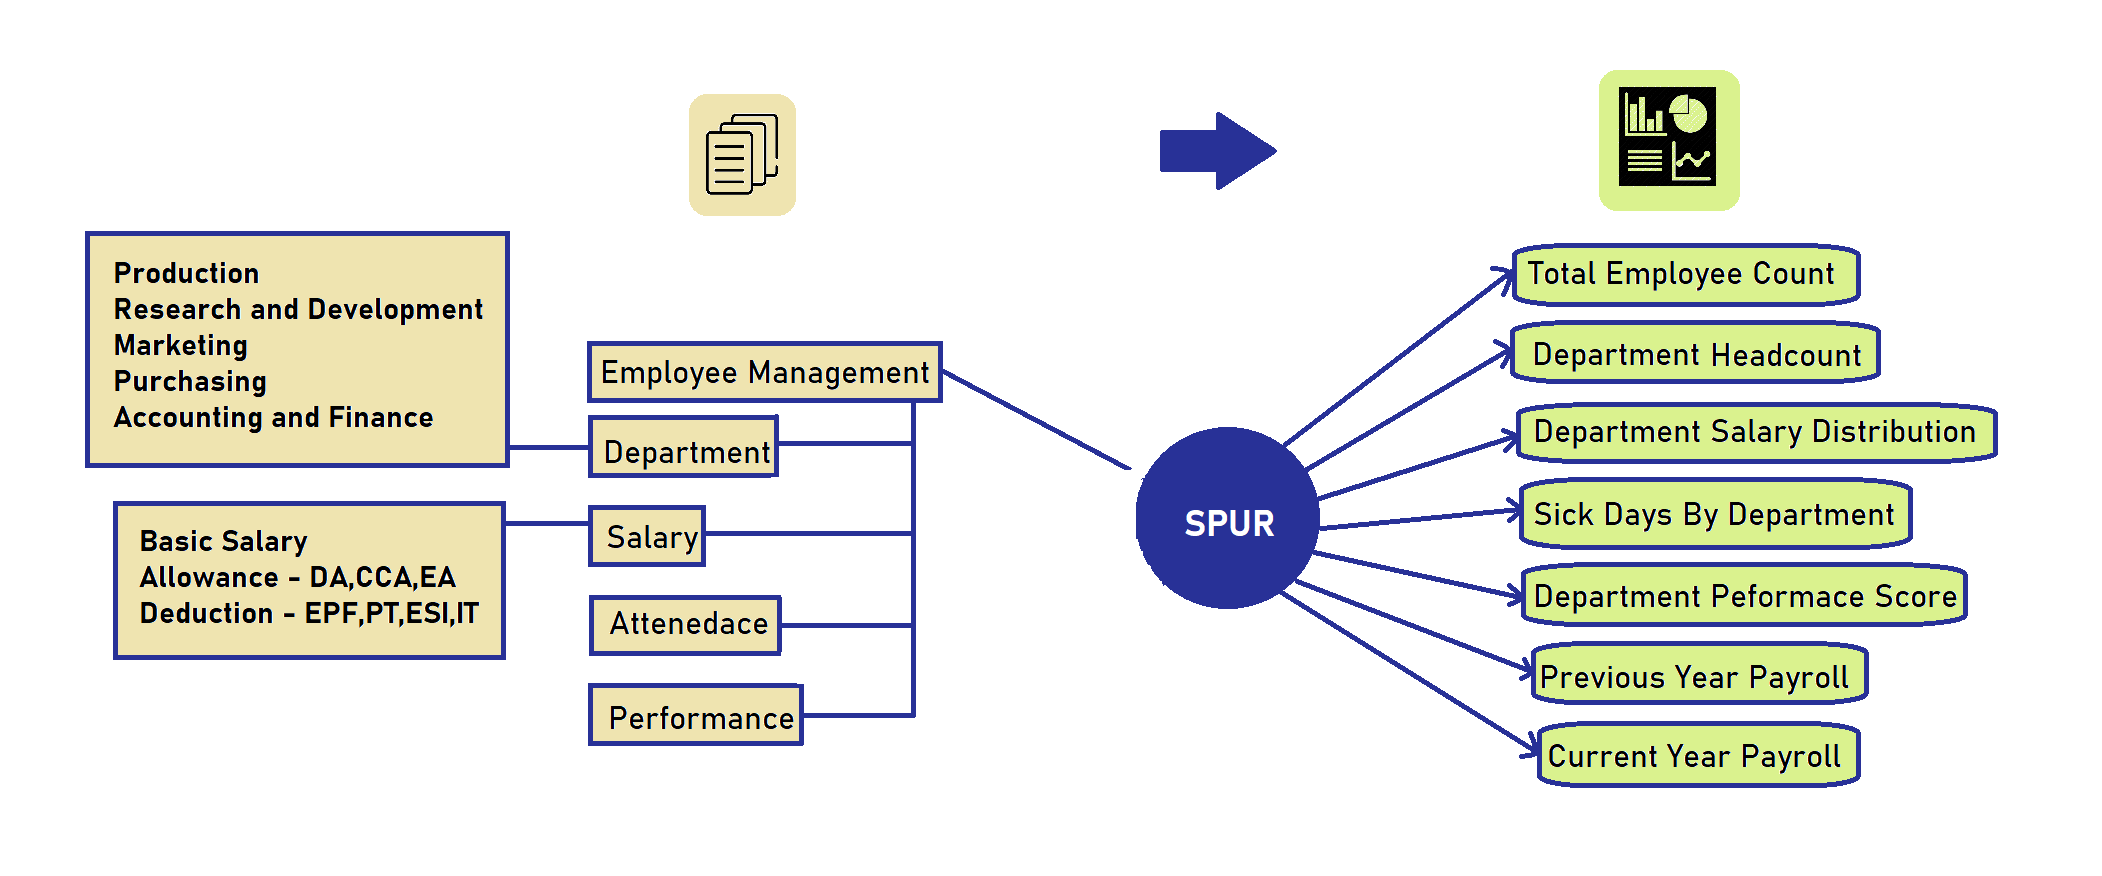 Production
Research and Development
Marketing
Purchasing
Accounting and Finance
Basic Salary
Allowance - DA,CCA,EA
Deduction - EPF,PT,ESI,IT
Employee Management
Department
Salary
Attenedace
Performance
SPUR
Total Employee Count
Department Headcount
Department Salary Distribution
Sick Days By Department
Department Peformace Score
Previous Year Payroll
Current Year Payroll